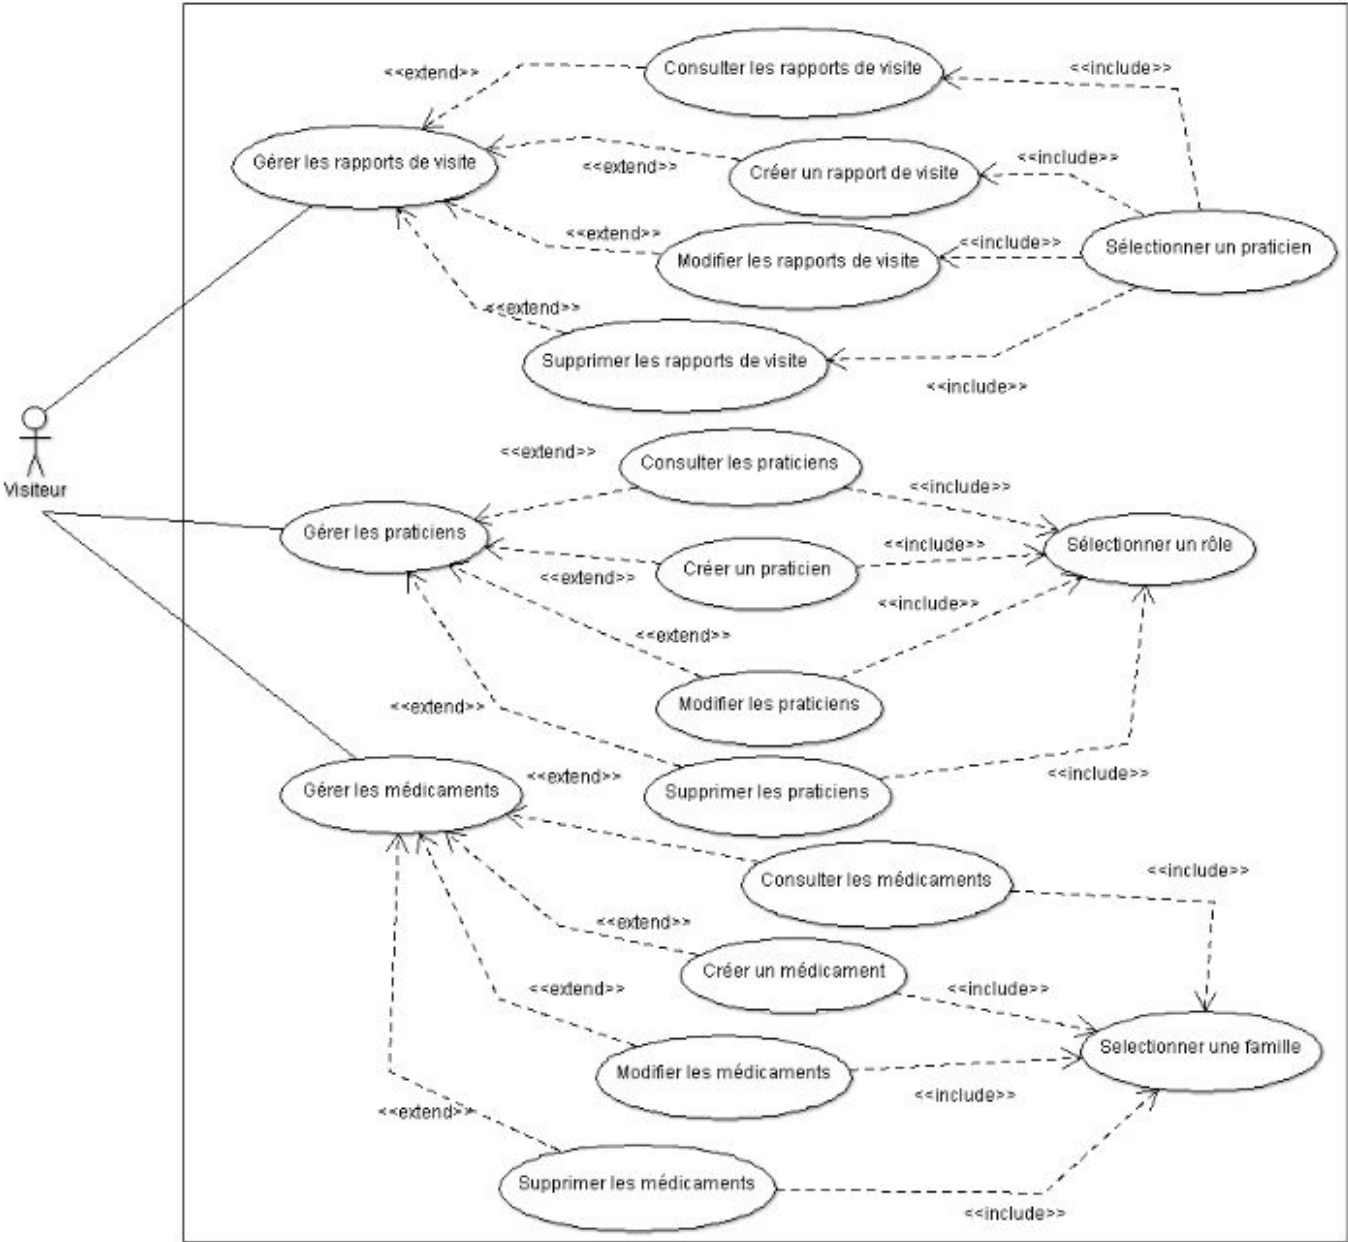 <<extend>>
Consulter les rapports de visite
<<include>>
Gérer les rapports de visite
<<extend>>
Créer un rapport de visite
<<include>>
<<extend>>
Modifier les rapports de visite
<<include>>
Sélectionner un praticien
<<extend>>
Supprimer les rapports de visite
<<include>>
Visiteur
<<extend>>
Consulter les praticiens
<<include>>
Gérer les praticiens
Créer un praticien
<<include>>
Sélectionner un rôle
<<extend>>
<<include>>
<<extend>>
Modifier les praticiens
<<extend>>
Supprimer les praticiens
<<include>>
Gérer les médicaments
<<extend>>
Consulter les médicaments
<<include>>
<<extend>>
Créer un médicament
<<include>>
<<extend>>
Modifier les médicaments
<<include>>
Selectionner une famille
<<extend>>
Supprimer les médicaments
<<include>>